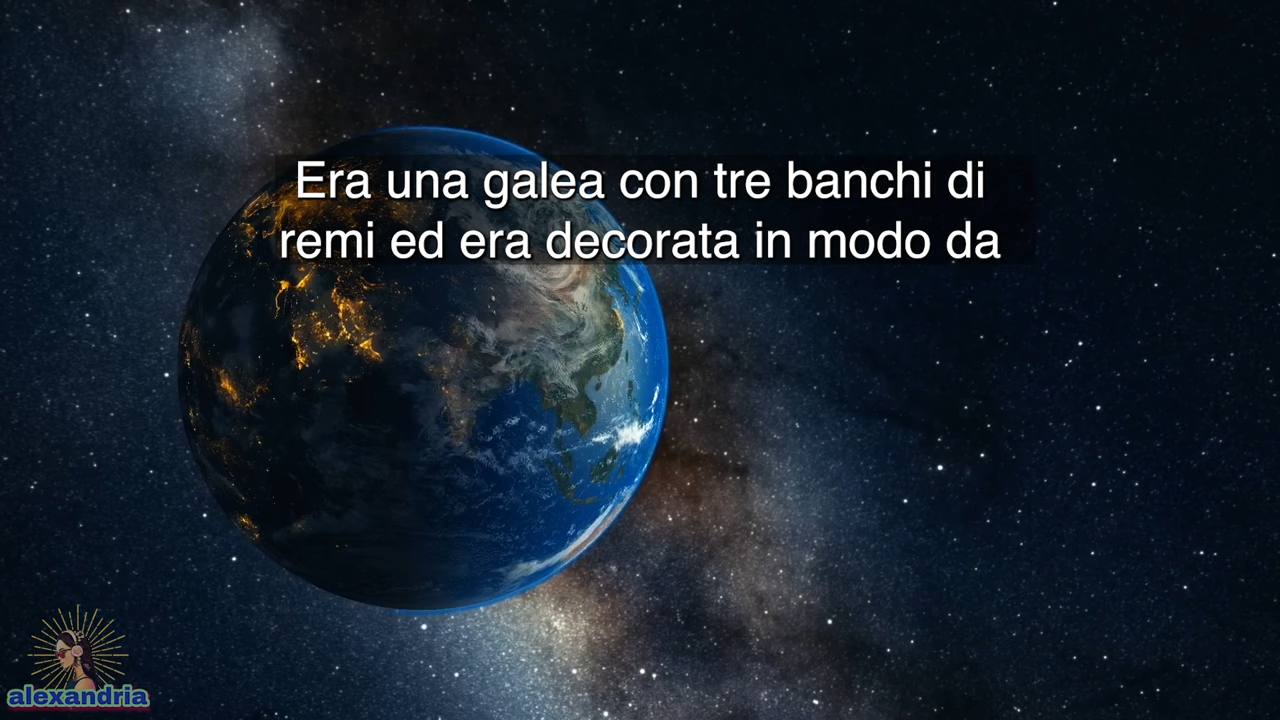 Era una galea con tre banchi di
remi ed era decorata in modo da
alexandria